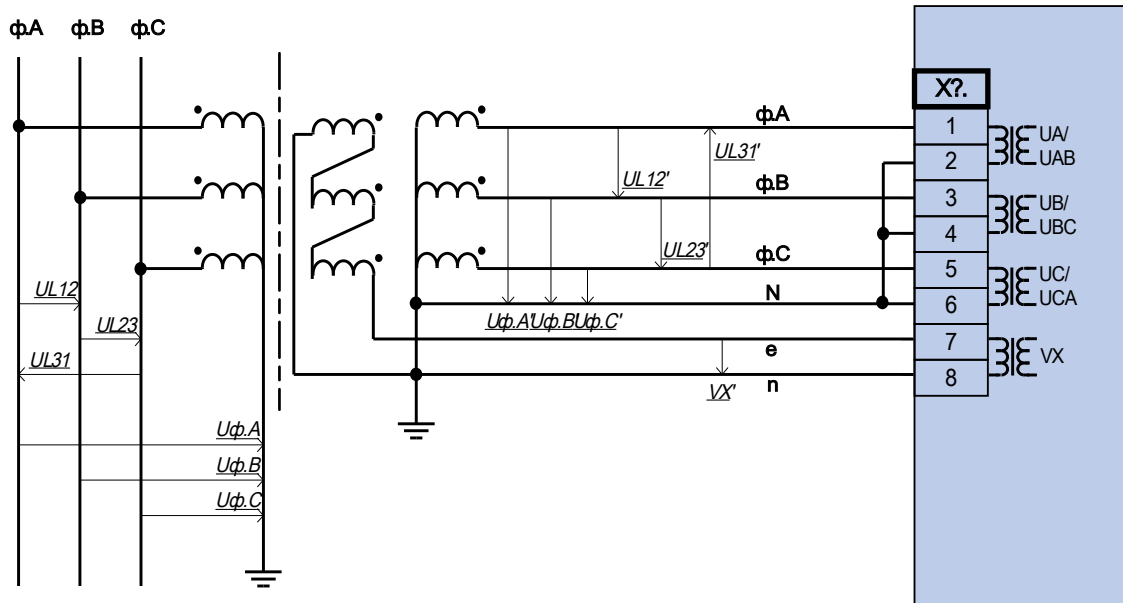 ф.А ф.В ф.С
X?.
ф.А
1
UA/
UAB
2
UL31'
UL12'
ф.В
3
UB/
UBC
4
UL23'
ф.С
5
UC/
UCA
UL12
N
6
Uф.A' Uф.B' Uф.C'
UL23
7
VX
e
UL31
8
n
VX'
Uф.A
Uф.B
Uф.C